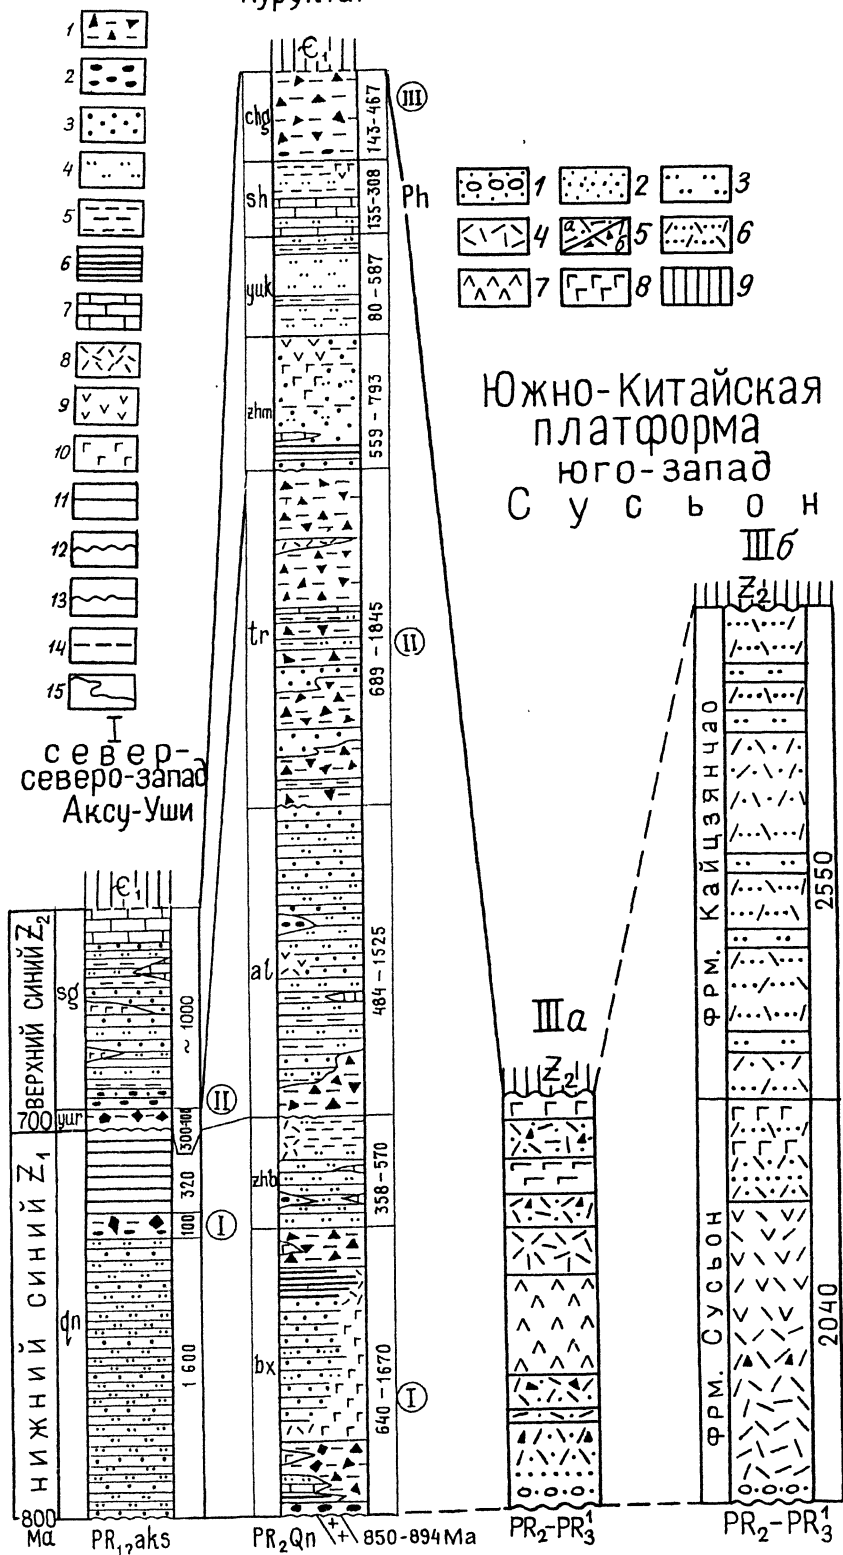 1
2
3
4
5
6
7
8
9
10
11
12
13
14
15
I
север-
северо-запад
Аксу-Уши
Є₁
ВЕРХНИЙ СИНИЙ Z₂
НИЖНИЙ СИНИЙ Z₁
700
800
Ma
sg
yur
qn
~ 1000
320
100
1600
II
I
PR₁?aks
Є₁
chg
sh
yuk
zhm
tr
al
zhb
bx
143-467
135-308
80-587
559-793
689-1845
484-1525
358-570
640-1670
III
Ph
II
I
PR₂Qn
850-894 Ma
1 2 3
4 а б 5 6
7 8 9
Южно-Китайская
платформа
юго-запад
Сусьон
IIIб
Z₂
фрм. Кайцзянчао
фрм. Сусьон
2550
2040
PR₂-PR₃¹
IIIа
Z₂
PR₂-PR₃¹